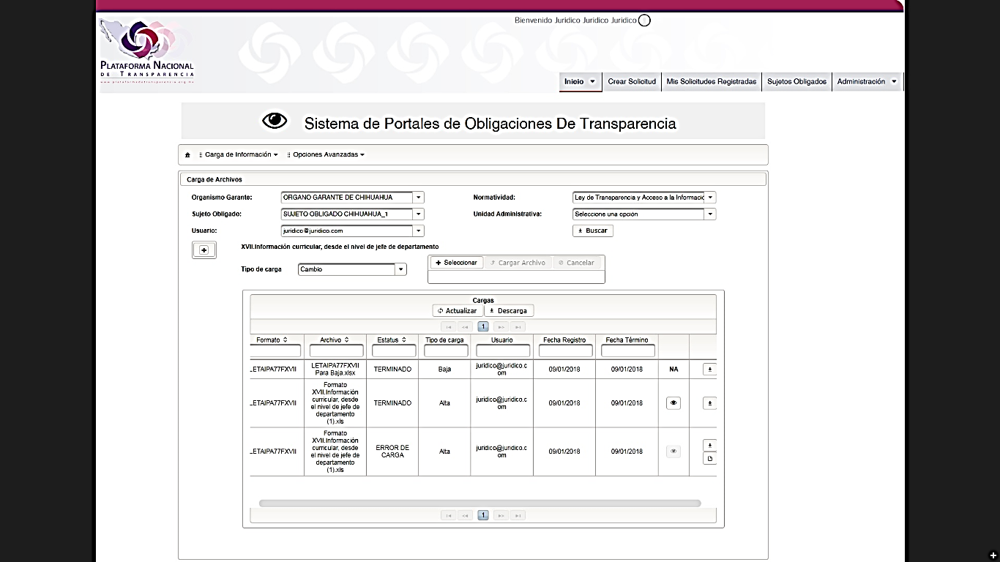 Bienvenido Juridico Juridico Juridico
PLATAFORMA NACIONAL
DE TRANSPARENCIA
www.plataformadetransparencia.org.mx
Inicio Crear Solicitud Mis Solicitudes Registradas Sujetos Obligados Administración
Sistema de Portales de Obligaciones De Transparencia
Carga de Información Opciones Avanzadas
Carga de Archivos
Organismo Garante: ORGANO GARANTE DE CHIHUAHUA Normatividad: Ley de Transparencia y Acceso a la Informació
Sujeto Obligado: SUJETO OBLIGADO CHIHUAHUA_1 Unidad Administrativa: Seleccione una opción
Usuario: juridico@juridico.com Buscar
XVII.Información curricular, desde el nivel de jefe de departamento
Tipo de carga Cambio Seleccionar Cargar Archivo Cancelar
Cargas
Actualizar Descarga
1
Formato Archivo Estatus Tipo de carga Usuario Fecha Registro Fecha Término
LETAIPA77FXVII LETAIPA77FXVII Para Baja.xlsx TERMINADO Baja juridico@juridico.com 09/01/2018 09/01/2018 NA
LETAIPA77FXVII Formato XVII.Información curricular, desde el nivel de jefe de departamento (1).xls TERMINADO Alta juridico@juridico.com 09/01/2018 09/01/2018
LETAIPA77FXVII Formato XVII.Información curricular, desde el nivel de jefe de departamento (1).xls ERROR DE CARGA Alta juridico@juridico.com 09/01/2018 09/01/2018
1